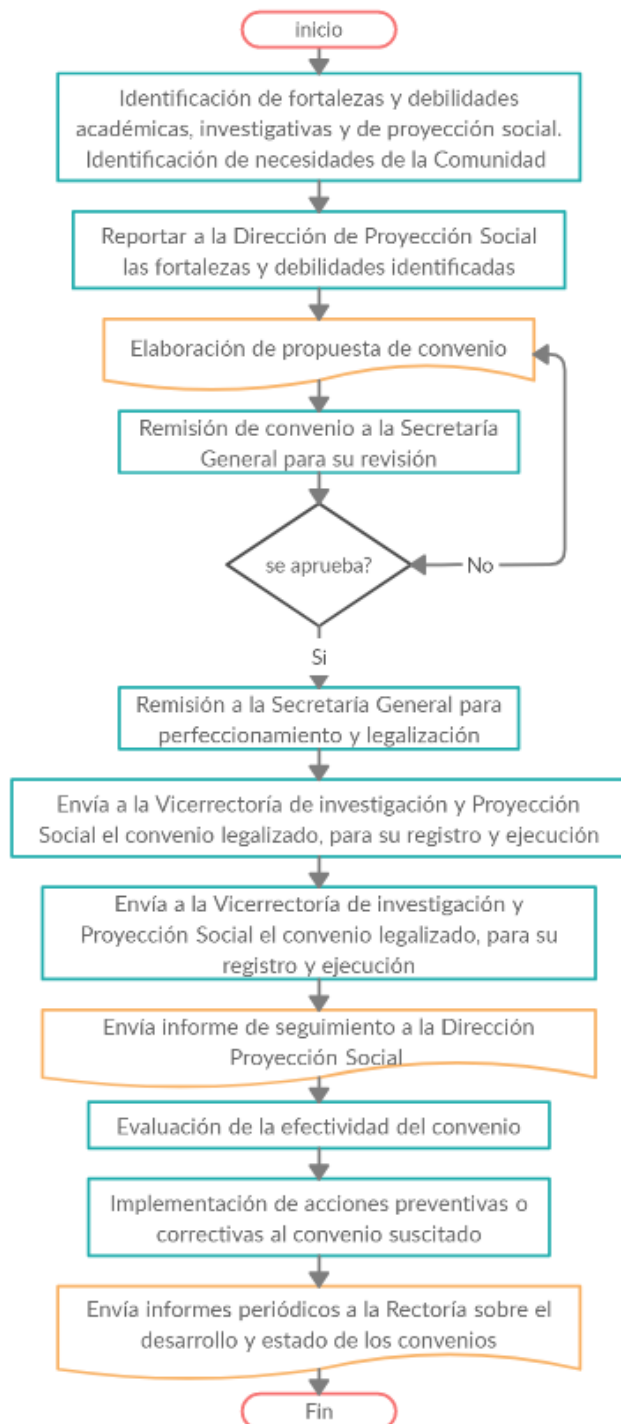 inicio
Identificación de fortalezas y debilidades
académicas, investigativas y de proyección social.
Identificación de necesidades de la Comunidad
Reportar a la Dirección de Proyección Social
las fortalezas y debilidades identificadas
Elaboración de propuesta de convenio
Remisión de convenio a la Secretaría
General para su revisión
se aprueba?
No
Si
Remisión a la Secretaría General para
perfeccionamiento y legalización
Envía a la Vicerrectoría de investigación y Proyección
Social el convenio legalizado, para su registro y ejecución
Envía a la Vicerrectoría de investigación y
Proyección Social el convenio legalizado, para su
registro y ejecución
Envía informe de seguimiento a la Dirección
Proyección Social
Evaluación de la efectividad del convenio
Implementación de acciones preventivas o
correctivas al convenio suscitado
Envía informes periódicos a la Rectoría sobre el
desarrollo y estado de los convenios
Fin